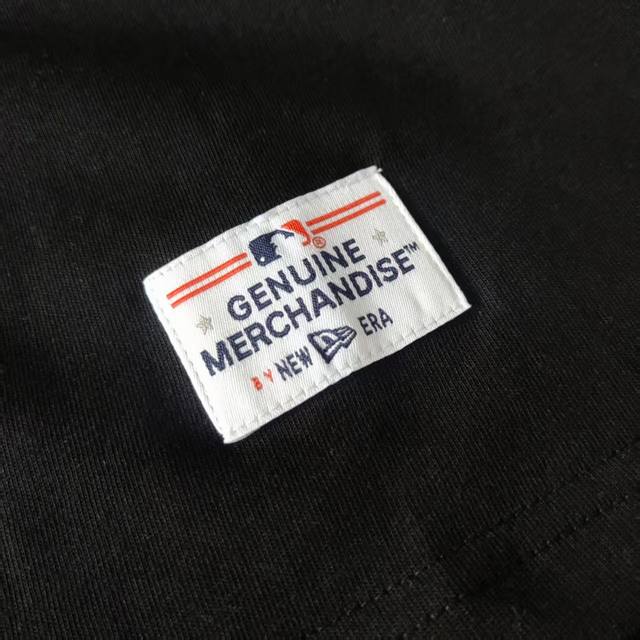 ®
GENUINE
MERCHANDISE™
BY NEW ERA